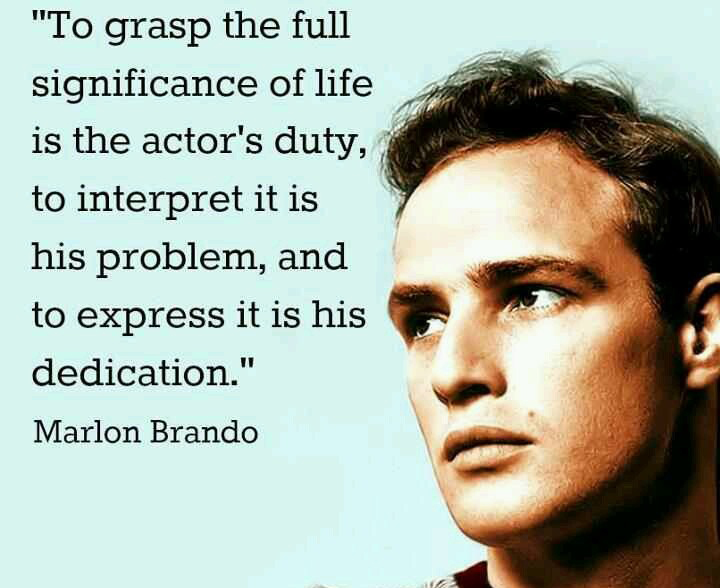 "To grasp the full
significance of life
is the actor's duty,
to interpret it is
his problem, and
to express it is his
dedication."
Marlon Brando